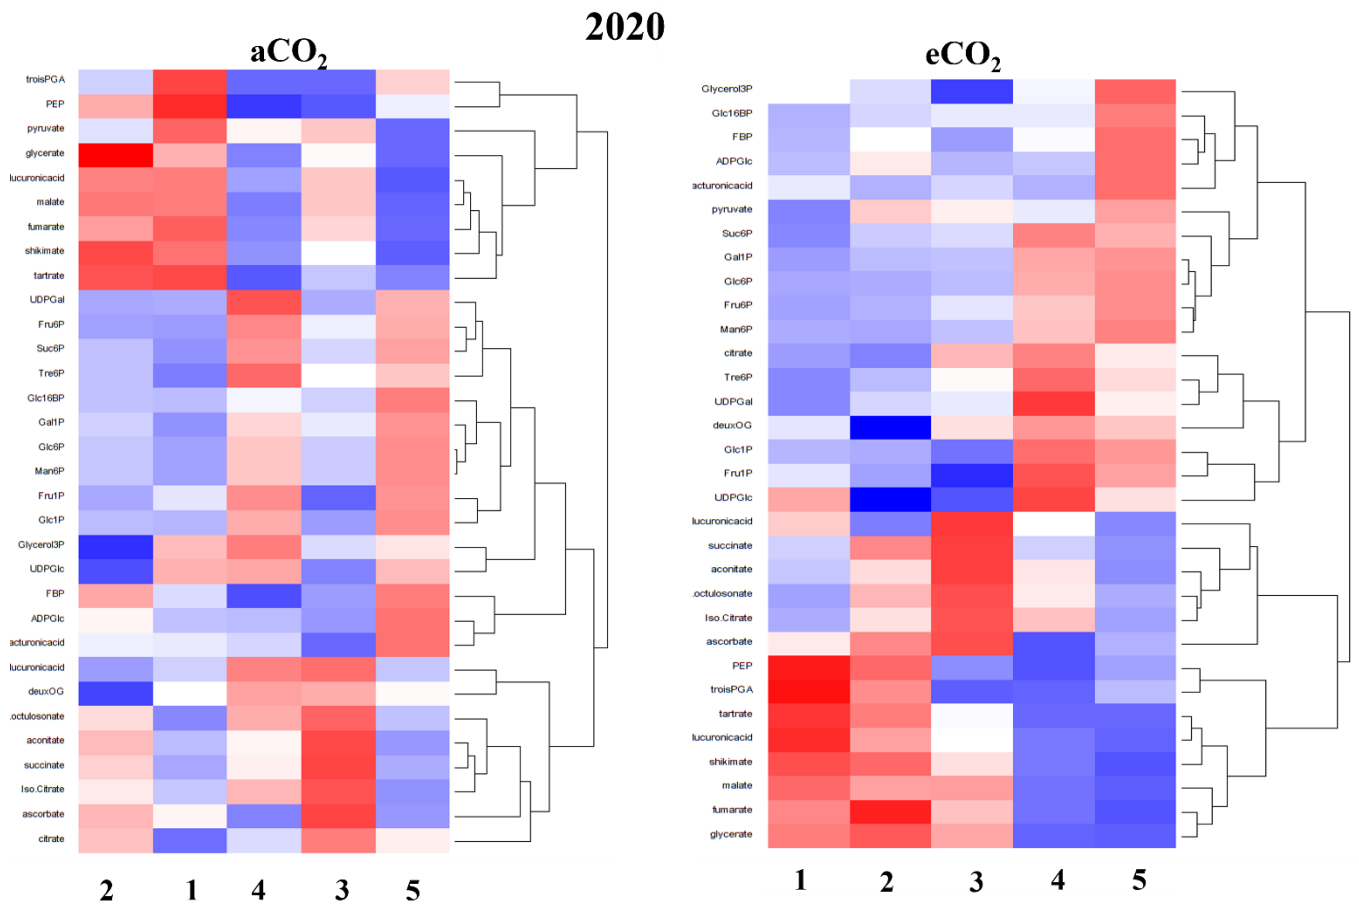 2020
aCO₂
troisPGA
PEP
pyruvate
glycerate
lucuronicacid
malate
fumarate
shikimate
tartrate
UDPGal
Fru6P
Suc6P
Tre6P
Glc16BP
Gal1P
Glc6P
Man6P
Fru1P
Glc1P
Glycerol3P
UDPGlc
FBP
ADPGlc
acturonicacid
lucuronicacid
deuxOG
.octulosonate
aconitate
succinate
Iso.Citrate
ascorbate
citrate
2 1 4 3 5
eCO₂
Glycerol3P
Glc16BP
FBP
ADPGlc
acturonicacid
pyruvate
Suc6P
Gal1P
Glc6P
Fru6P
Man6P
citrate
Tre6P
UDPGal
deuxOG
Glc1P
Fru1P
UDPGlc
lucuronicacid
succinate
aconitate
.octulosonate
Iso.Citrate
ascorbate
PEP
troisPGA
tartrate
lucuronicacid
shikimate
malate
fumarate
glycerate
1 2 3 4 5